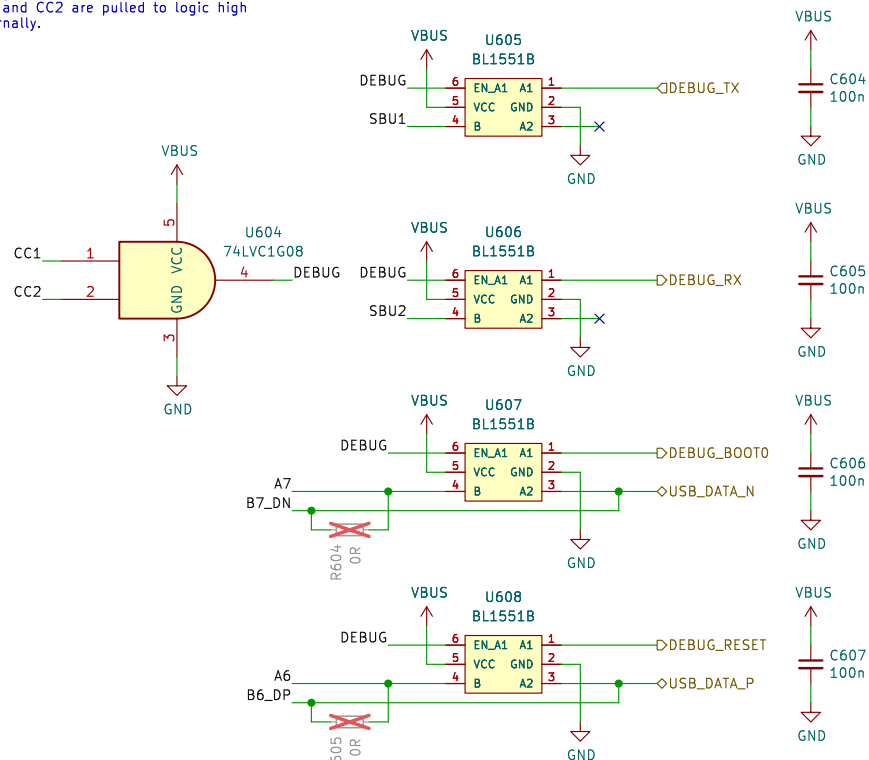 and CC2 are pulled to logic high
rnally.
VBUS
5
VCC
U604
74LVC1G08
CC1
1
CC2
2
4
DEBUG
GND
3
GND
VBUS
U605
BL1551B
DEBUG
6
EN_A1
A1
1
DEBUG_TX
5
VCC
GND
2
SBU1
4
B
A2
3
GND
VBUS
C604
100n
GND
VBUS
U606
BL1551B
DEBUG
6
EN_A1
A1
1
DEBUG_RX
5
VCC
GND
2
SBU2
4
B
A2
3
GND
VBUS
C605
100n
GND
VBUS
U607
BL1551B
DEBUG
6
EN_A1
A1
1
DEBUG_BOOT0
5
VCC
GND
2
A7
4
B
A2
3
USB_DATA_N
B7_DN
R604
0R
GND
VBUS
C606
100n
GND
VBUS
U608
BL1551B
DEBUG
6
EN_A1
A1
1
DEBUG_RESET
5
VCC
GND
2
A6
4
B
A2
3
USB_DATA_P
B6_DP
605
0R
GND
VBUS
C607
100n
GND